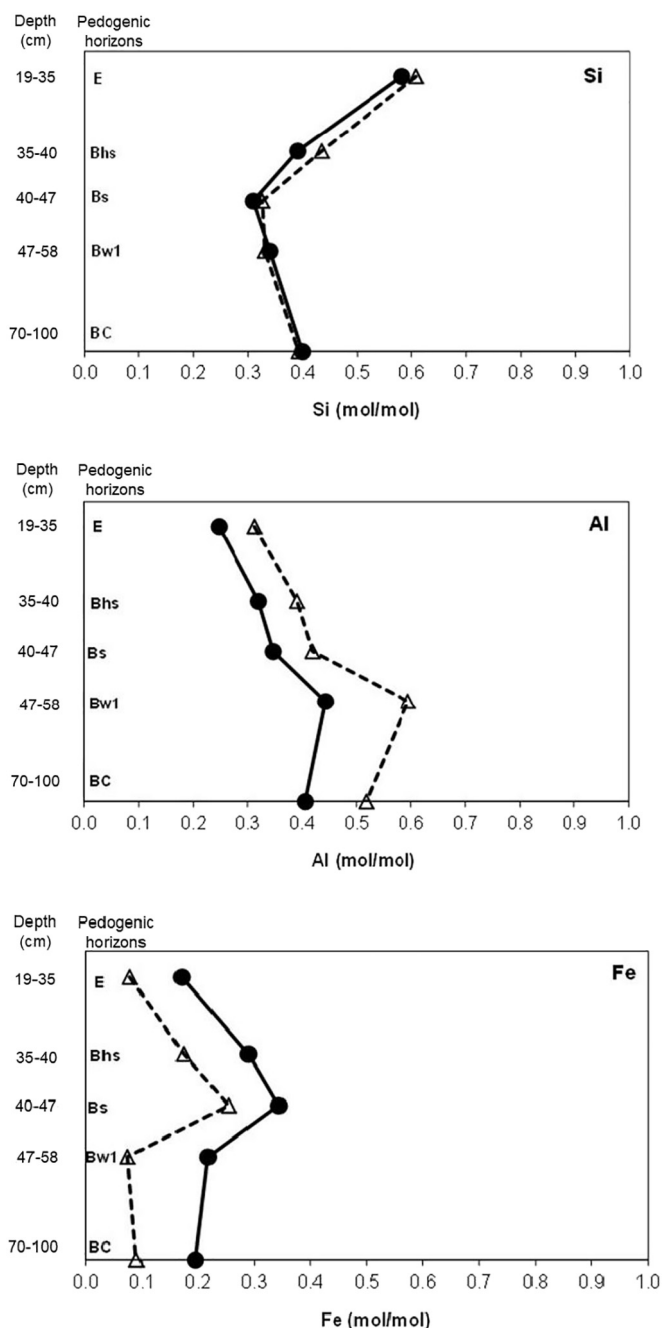 Depth Pedogenic
(cm) horizons
19-35 E Si
35-40 Bhs
40-47 Bs
47-58 Bw1
70-100 BC
0.0 0.1 0.2 0.3 0.4 0.5 0.6 0.7 0.8 0.9 1.0
Si (mol/mol)
Depth Pedogenic
(cm) horizons
19-35 E Al
35-40 Bhs
40-47 Bs
47-58 Bw1
70-100 BC
0.0 0.1 0.2 0.3 0.4 0.5 0.6 0.7 0.8 0.9 1.0
Al (mol/mol)
Depth Pedogenic
(cm) horizons
19-35 E Fe
35-40 Bhs
40-47 Bs
47-58 Bw1
70-100 BC
0.0 0.1 0.2 0.3 0.4 0.5 0.6 0.7 0.8 0.9 1.0
Fe (mol/mol)